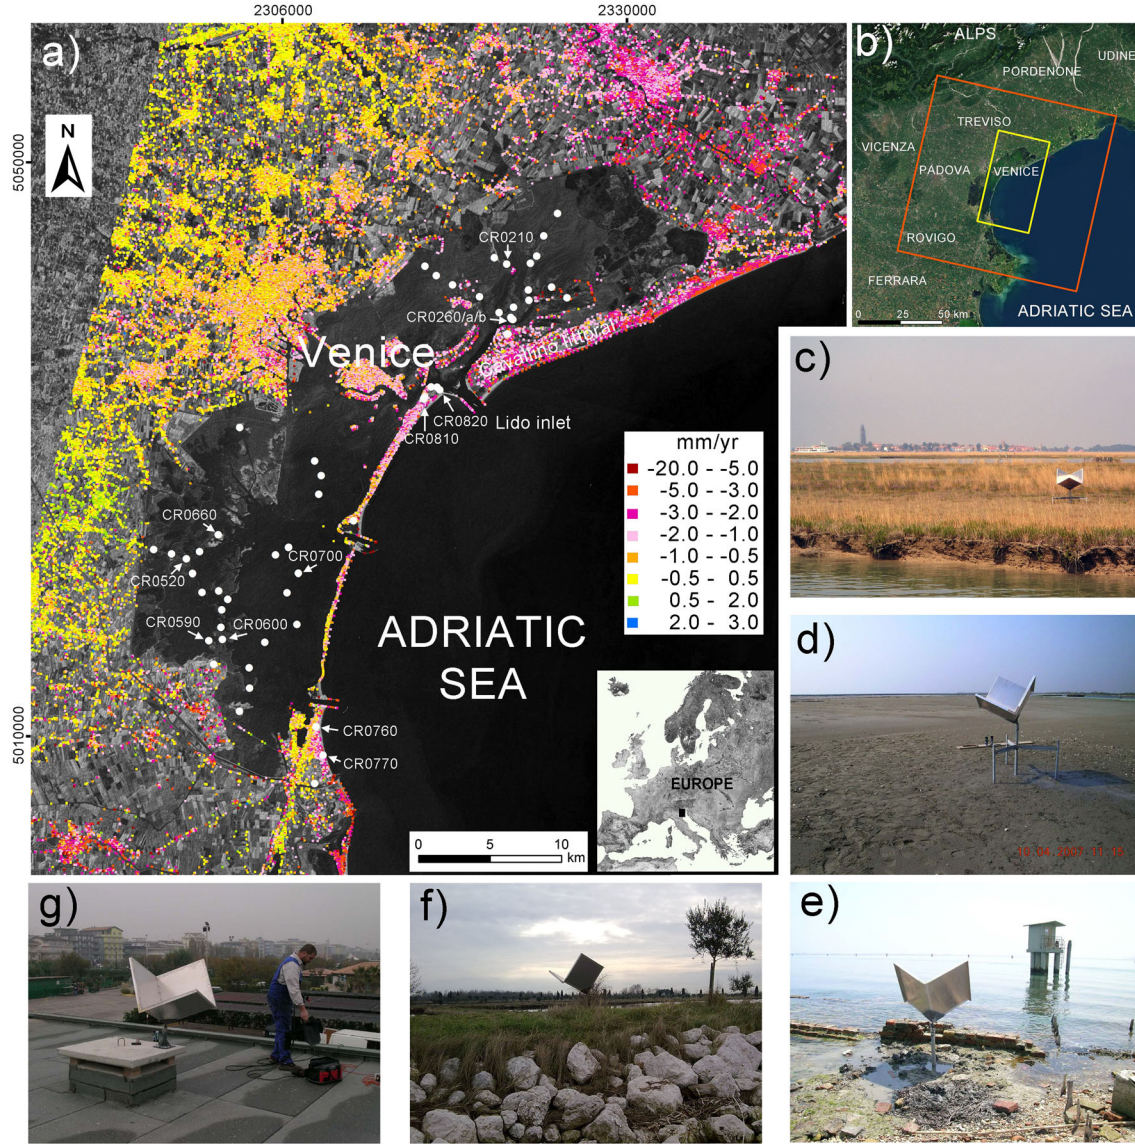 2306000
2330000
a)
N
5050000
5010000
CR0210
CR0260/a/b
Cavallino littoral
Venice
CR0820
Lido inlet
CR0810
CR0660
CR0700
CR0520
CR0590
CR0600
ADRIATIC
SEA
CR0760
CR0770
mm/yr
-20.0 - -5.0
-5.0 - -3.0
-3.0 - -2.0
-2.0 - -1.0
-1.0 - -0.5
-0.5 - 0.5
0.5 - 2.0
2.0 - 3.0
EUROPE
0 5 10
km
b)
ALPS
UDINE
PORDENONE
TREVISO
VICENZA
PADOVA
VENICE
ROVIGO
FERRARA
ADRIATIC SEA
0 25 50 km
c)
d)
g)
f)
e)